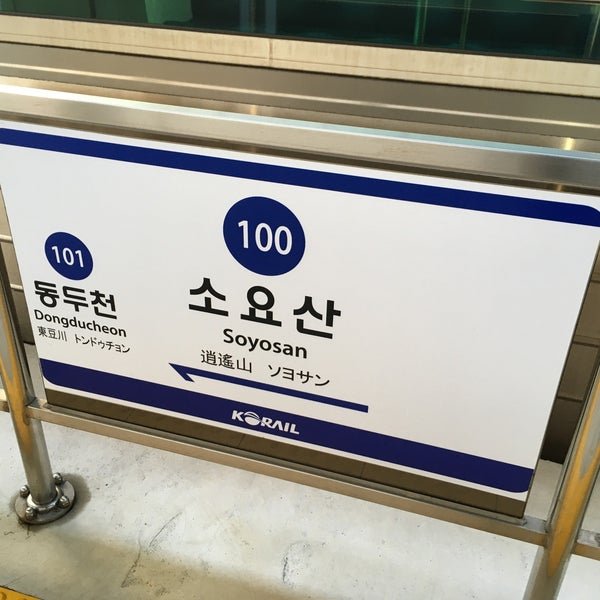 101
동두천
Dongducheon
東豆川 トンドゥチョン
100
소요산
Soyosan
逍遙山 ソヨサン
KORAIL